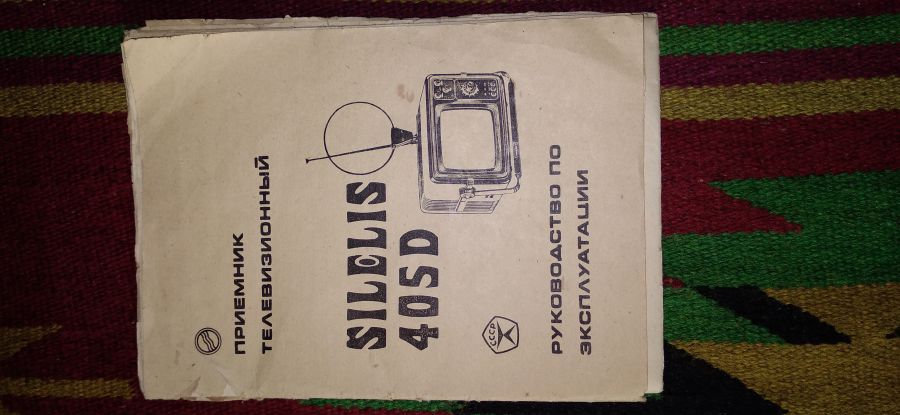 ПРИЕМНИК
ТЕЛЕВИЗИОННЫЙ
SILELIS
405D
СССР
РУКОВОДСТВО ПО
ЭКСПЛУАТАЦИИ